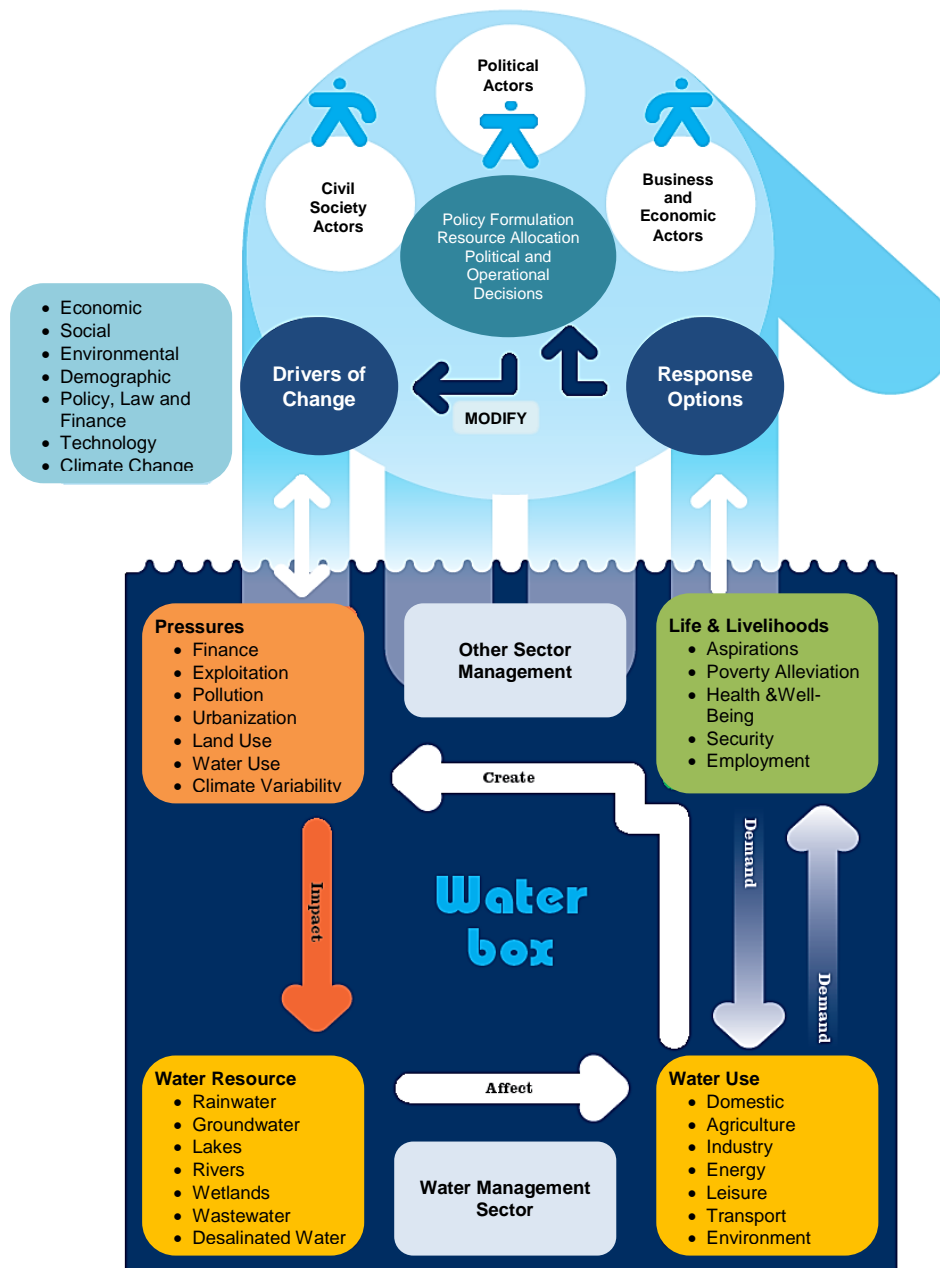 Political
Actors
Civil
Society
Actors
Business
and
Economic
Actors
Policy Formulation
Resource Allocation
Political and
Operational
Decisions
• Economic
• Social
• Environmental
• Demographic
• Policy, Law and
Finance
• Technology
• Climate Change
Drivers of
Change
MODIFY
Response
Options
Pressures
• Finance
• Exploitation
• Pollution
• Urbanization
• Land Use
• Water Use
• Climate Variability
Other Sector
Management
Life & Livelihoods
• Aspirations
• Poverty Alleviation
• Health &Well-
Being
• Security
• Employment
Create
Impact
Water
box
Demand
Demand
Water Resource
• Rainwater
• Groundwater
• Lakes
• Rivers
• Wetlands
• Wastewater
• Desalinated Water
Affect
Water Management
Sector
Water Use
• Domestic
• Agriculture
• Industry
• Energy
• Leisure
• Transport
• Environment